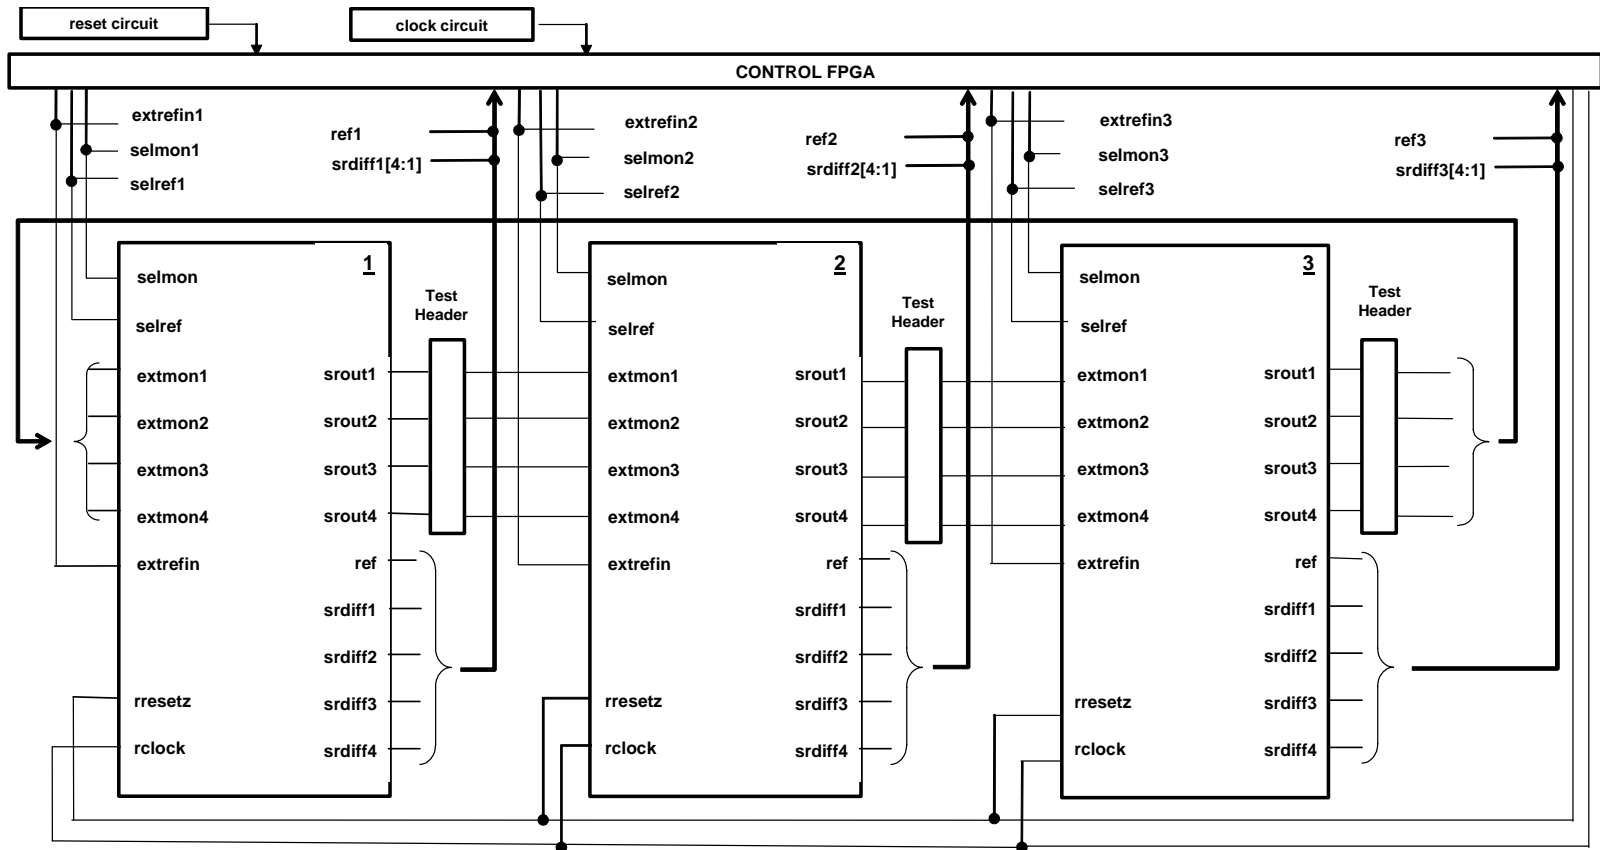 reset circuit
clock circuit
CONTROL FPGA
extrefin1
selmon1
selref1
ref1
srdiff1[4:1]
extrefin2
selmon2
selref2
ref2
srdiff2[4:1]
extrefin3
selmon3
selref3
ref3
srdiff3[4:1]
1
selmon
selref
extmon1
extmon2
extmon3
extmon4
extrefin
rresetz
rclock
srout1
srout2
srout3
srout4
ref
srdiff1
srdiff2
srdiff3
srdiff4
Test
Header
2
selmon
selref
extmon1
extmon2
extmon3
extmon4
extrefin
rresetz
rclock
srout1
srout2
srout3
srout4
ref
srdiff1
srdiff2
srdiff3
srdiff4
Test
Header
3
selmon
selref
extmon1
extmon2
extmon3
extmon4
extrefin
rresetz
rclock
srout1
srout2
srout3
srout4
ref
srdiff1
srdiff2
srdiff3
srdiff4
Test
Header